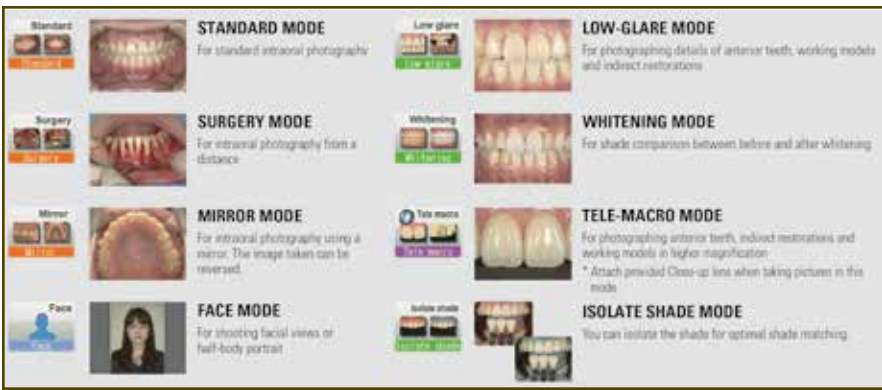 Standard
Standard
STANDARD MODE
For standard intraoral photography
Surgery
Surgery
SURGERY MODE
For intraoral photography from a
distance
Mirror
Mirror
MIRROR MODE
For intraoral photography using a
mirror. The image taken can be
reversed.
Face
Face
FACE MODE
For shooting facial views or
half-body portrait
Low glare
Low glare
LOW-GLARE MODE
For photographing details of anterior teeth, working models
and indirect restorations
Whitening
Whitening
WHITENING MODE
For shade comparison between before and after whitening
Tele macro
Tele macro
TELE-MACRO MODE
For photographing anterior teeth, indirect restorations and
working models in higher magnification
* Attach provided Close-up lens when taking pictures in this
mode
Isolate shade
Isolate shade
ISOLATE SHADE MODE
You can isolate the shade for optimal shade matching